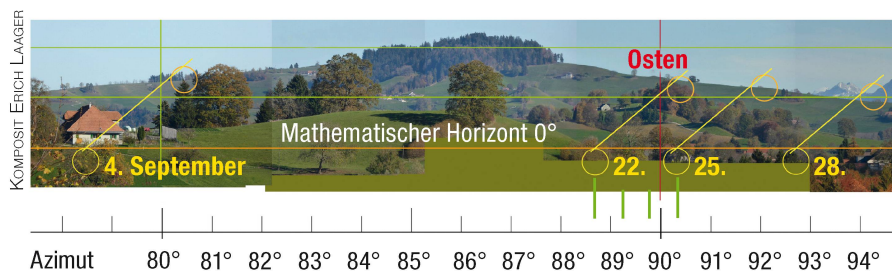 KOMPOSIT ERICH LAAGER
Osten
Mathematischer Horizont 0°
4. September 22. 25. 28.
Azimut 80° 81° 82° 83° 84° 85° 86° 87° 88° 89° 90° 91° 92° 93° 94°